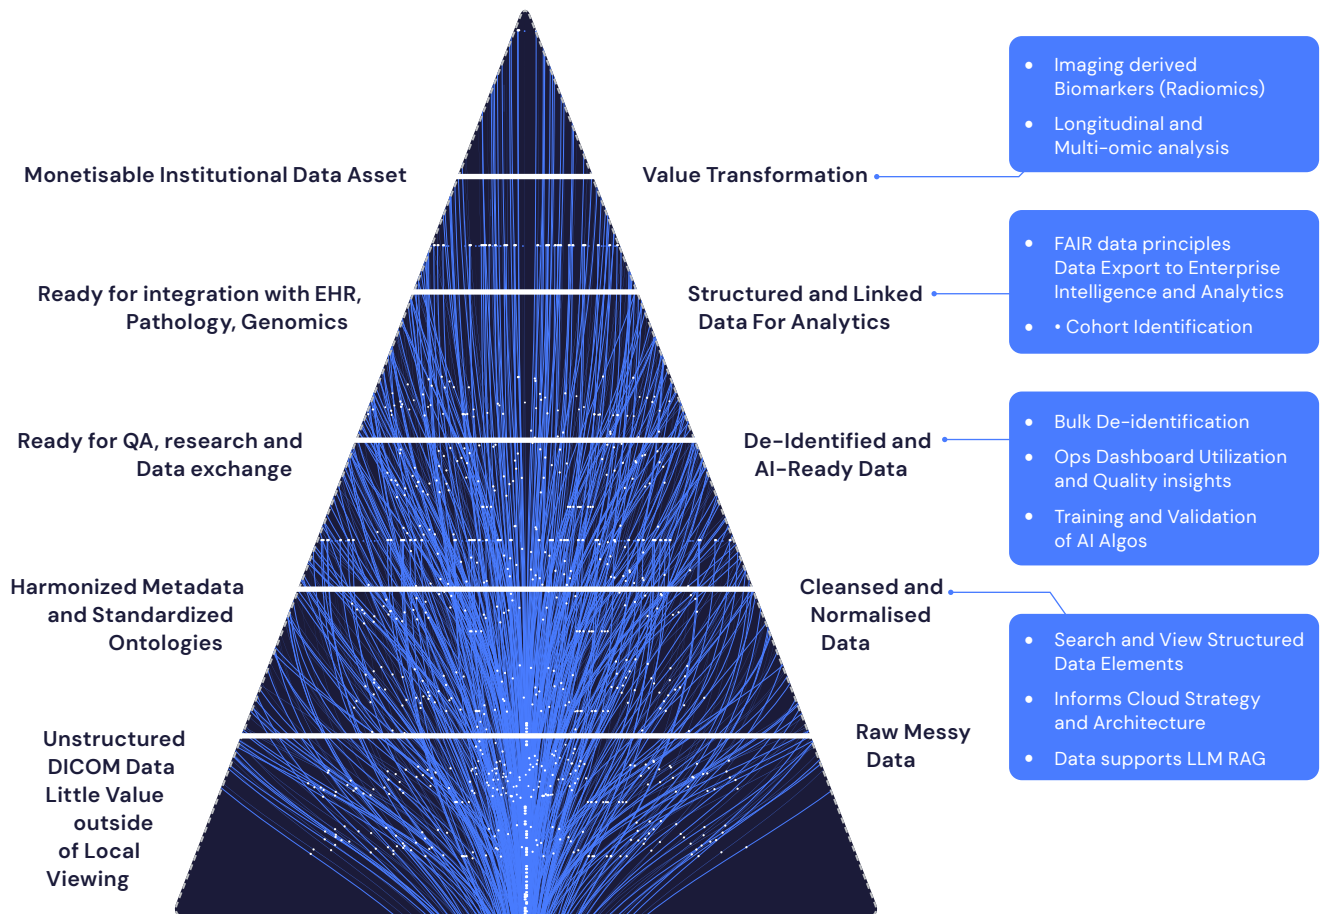 Monetisable Institutional Data Asset
Value Transformation
• Imaging derived
Biomarkers (Radiomics)
• Longitudinal and
Multi-omic analysis
Ready for integration with EHR,
Pathology, Genomics
Structured and Linked
Data For Analytics
• FAIR data principles
Data Export to Enterprise
Intelligence and Analytics
• • Cohort Identification
Ready for QA, research and
Data exchange
De-Identified and
AI-Ready Data
• Bulk De-identification
• Ops Dashboard Utilization
and Quality insights
• Training and Validation
of AI Algos
Harmonized Metadata
and Standardized
Ontologies
Cleansed and
Normalised
Data
• Search and View Structured
Data Elements
• Informs Cloud Strategy
and Architecture
• Data supports LLM RAG
Unstructured
DICOM Data
Little Value
outside
of Local
Viewing
Raw Messy
Data